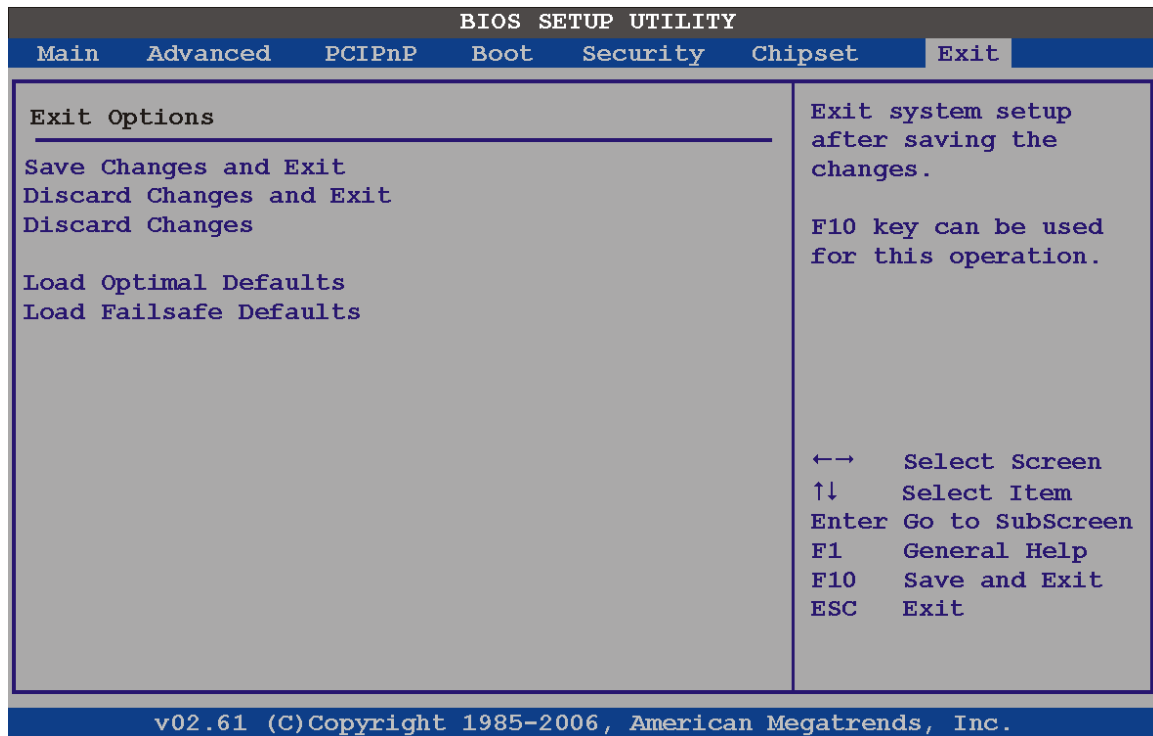 BIOS SETUP UTILITY
Main Advanced PCIPnP Boot Security Chipset Exit
Exit Options
Save Changes and Exit
Discard Changes and Exit
Discard Changes
Load Optimal Defaults
Load Failsafe Defaults
Exit system setup
after saving the
changes.
F10 key can be used
for this operation.
←→ Select Screen
↑↓ Select Item
Enter Go to SubScreen
F1 General Help
F10 Save and Exit
ESC Exit
v02.61 (C)Copyright 1985-2006, American Megatrends, Inc.